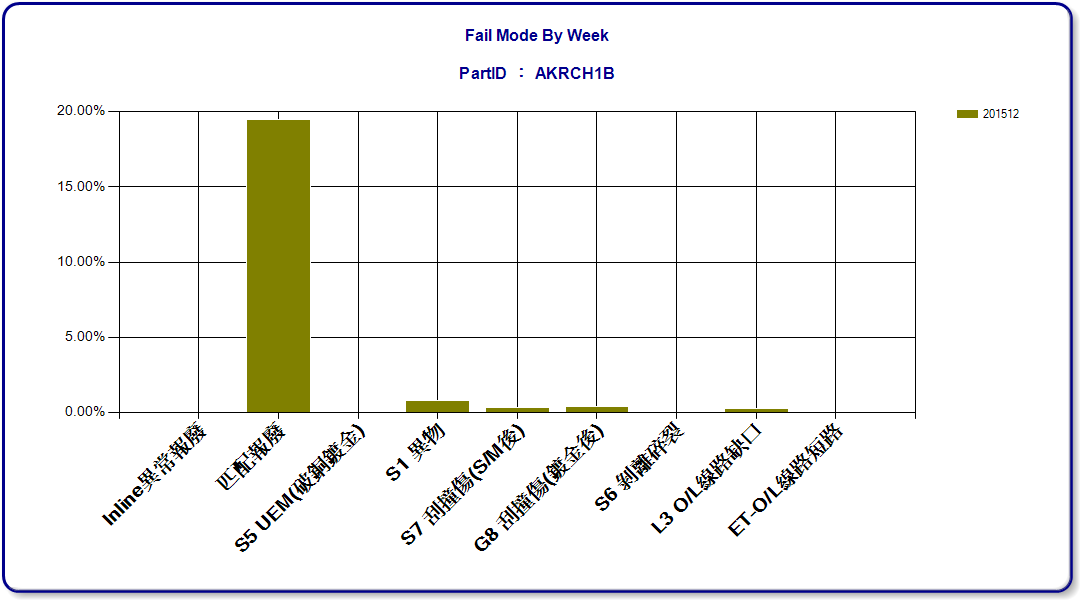 Fail Mode By Week
PartID ： AKRCH1B
201512
20.00%
15.00%
10.00%
5.00%
0.00%
Inline異常報廢
匹配報廢
S5 UEM(破銅鍍金)
S1 異物
S7 刮撞傷(S/M後)
G8 刮撞傷(鍍金後)
S6 剝離碎裂
L3 O/L線路缺口
ET-O/L線路短路